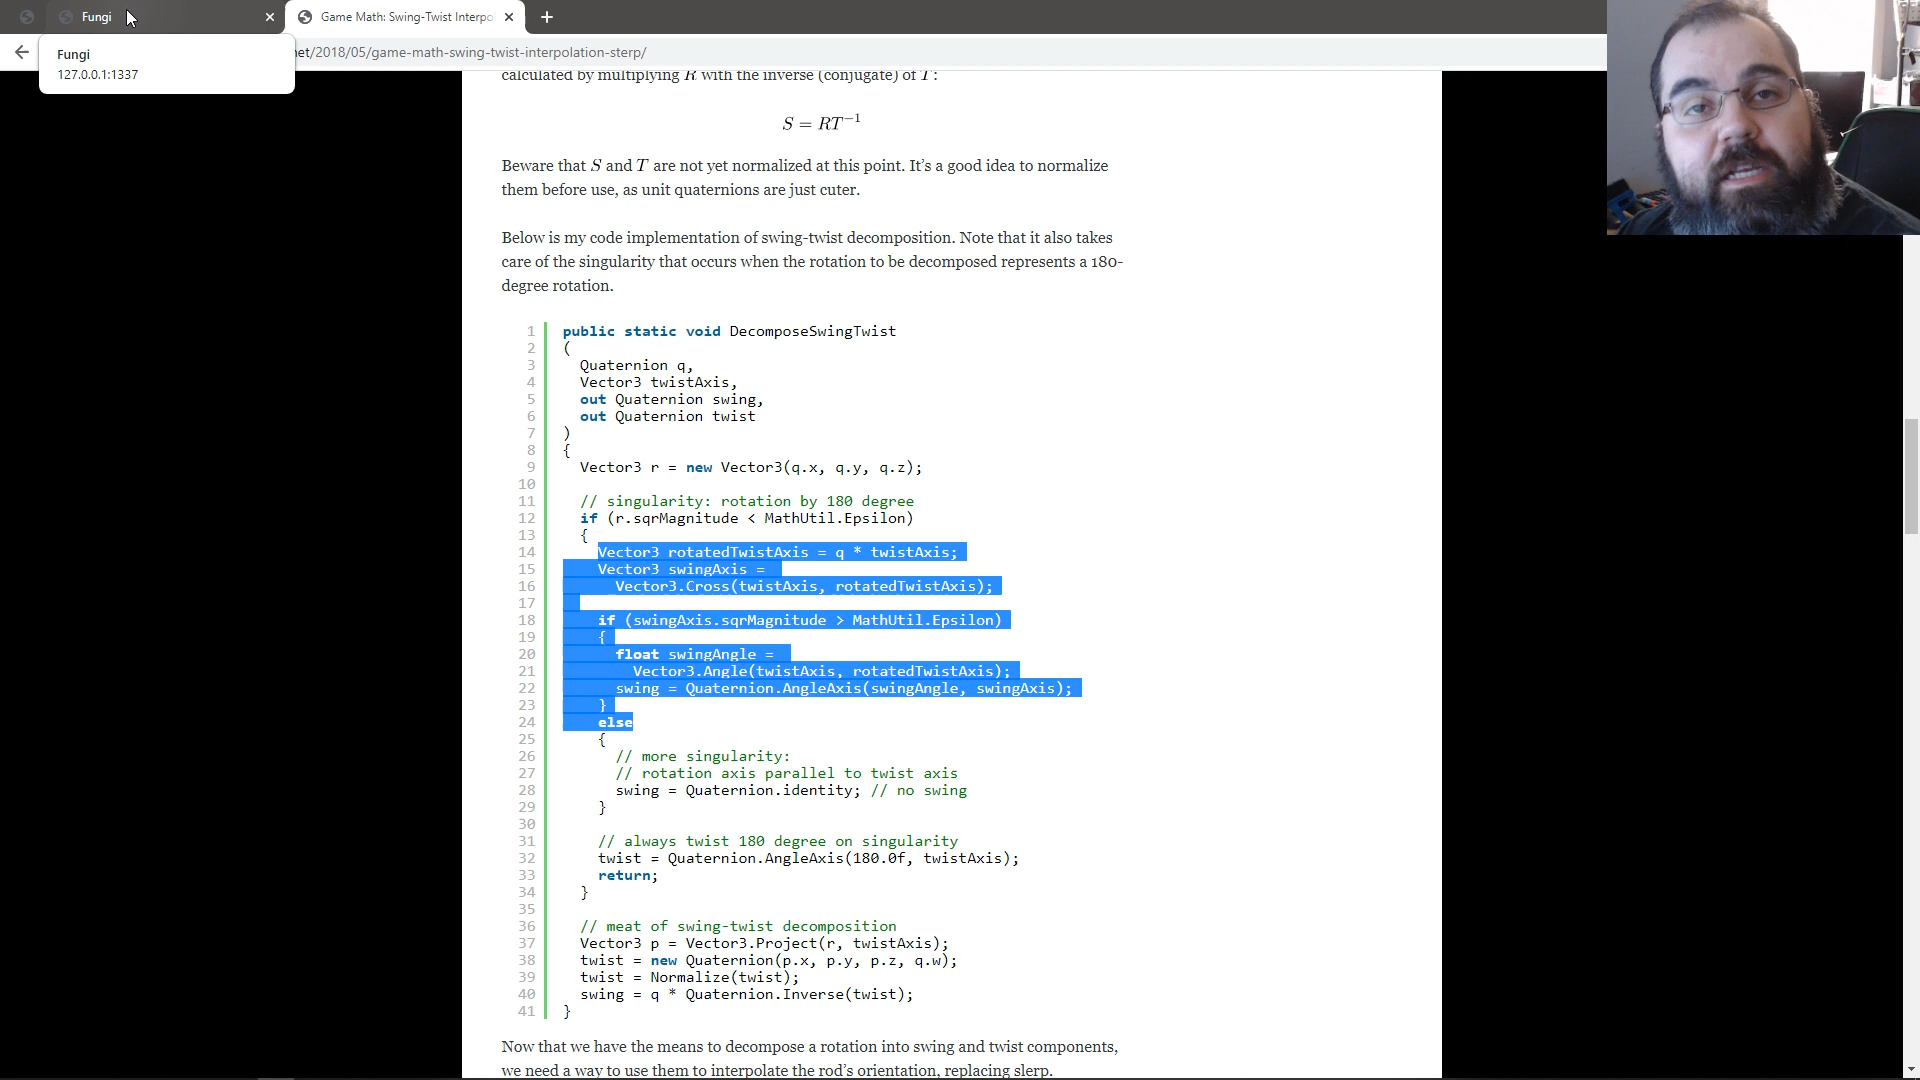 Fungi
Game Math: Swing-Twist Interpo
Fungi
127.0.0.1:1337
et/2018/05/game-math-swing-twist-interpolation-sterp/
calculated by multiplying R with the inverse (conjugate) of T:
S = RT⁻¹
Beware that S and T are not yet normalized at this point. It’s a good idea to normalize
them before use, as unit quaternions are just cuter.
Below is my code implementation of swing-twist decomposition. Note that it also takes
care of the singularity that occurs when the rotation to be decomposed represents a 180-
degree rotation.
1 public static void DecomposeSwingTwist
2 (
3 Quaternion q,
4 Vector3 twistAxis,
5 out Quaternion swing,
6 out Quaternion twist
7 )
8 {
9 Vector3 r = new Vector3(q.x, q.y, q.z);
10
11 // singularity: rotation by 180 degree
12 if (r.sqrMagnitude < MathUtil.Epsilon)
13 {
14 Vector3 rotatedTwistAxis = q * twistAxis;
15 Vector3 swingAxis =
16 Vector3.Cross(twistAxis, rotatedTwistAxis);
17
18 if (swingAxis.sqrMagnitude > MathUtil.Epsilon)
19 {
20 float swingAngle =
21 Vector3.Angle(twistAxis, rotatedTwistAxis);
22 swing = Quaternion.AngleAxis(swingAngle, swingAxis);
23 }
24 else
25 {
26 // more singularity:
27 // rotation axis parallel to twist axis
28 swing = Quaternion.identity; // no swing
29 }
30
31 // always twist 180 degree on singularity
32 twist = Quaternion.AngleAxis(180.0f, twistAxis);
33 return;
34 }
35
36 // meat of swing-twist decomposition
37 Vector3 p = Vector3.Project(r, twistAxis);
38 twist = new Quaternion(p.x, p.y, p.z, q.w);
39 twist = Normalize(twist);
40 swing = q * Quaternion.Inverse(twist);
41 }
Now that we have the means to decompose a rotation into swing and twist components,
we need a way to use them to interpolate the rod’s orientation, replacing slerp.